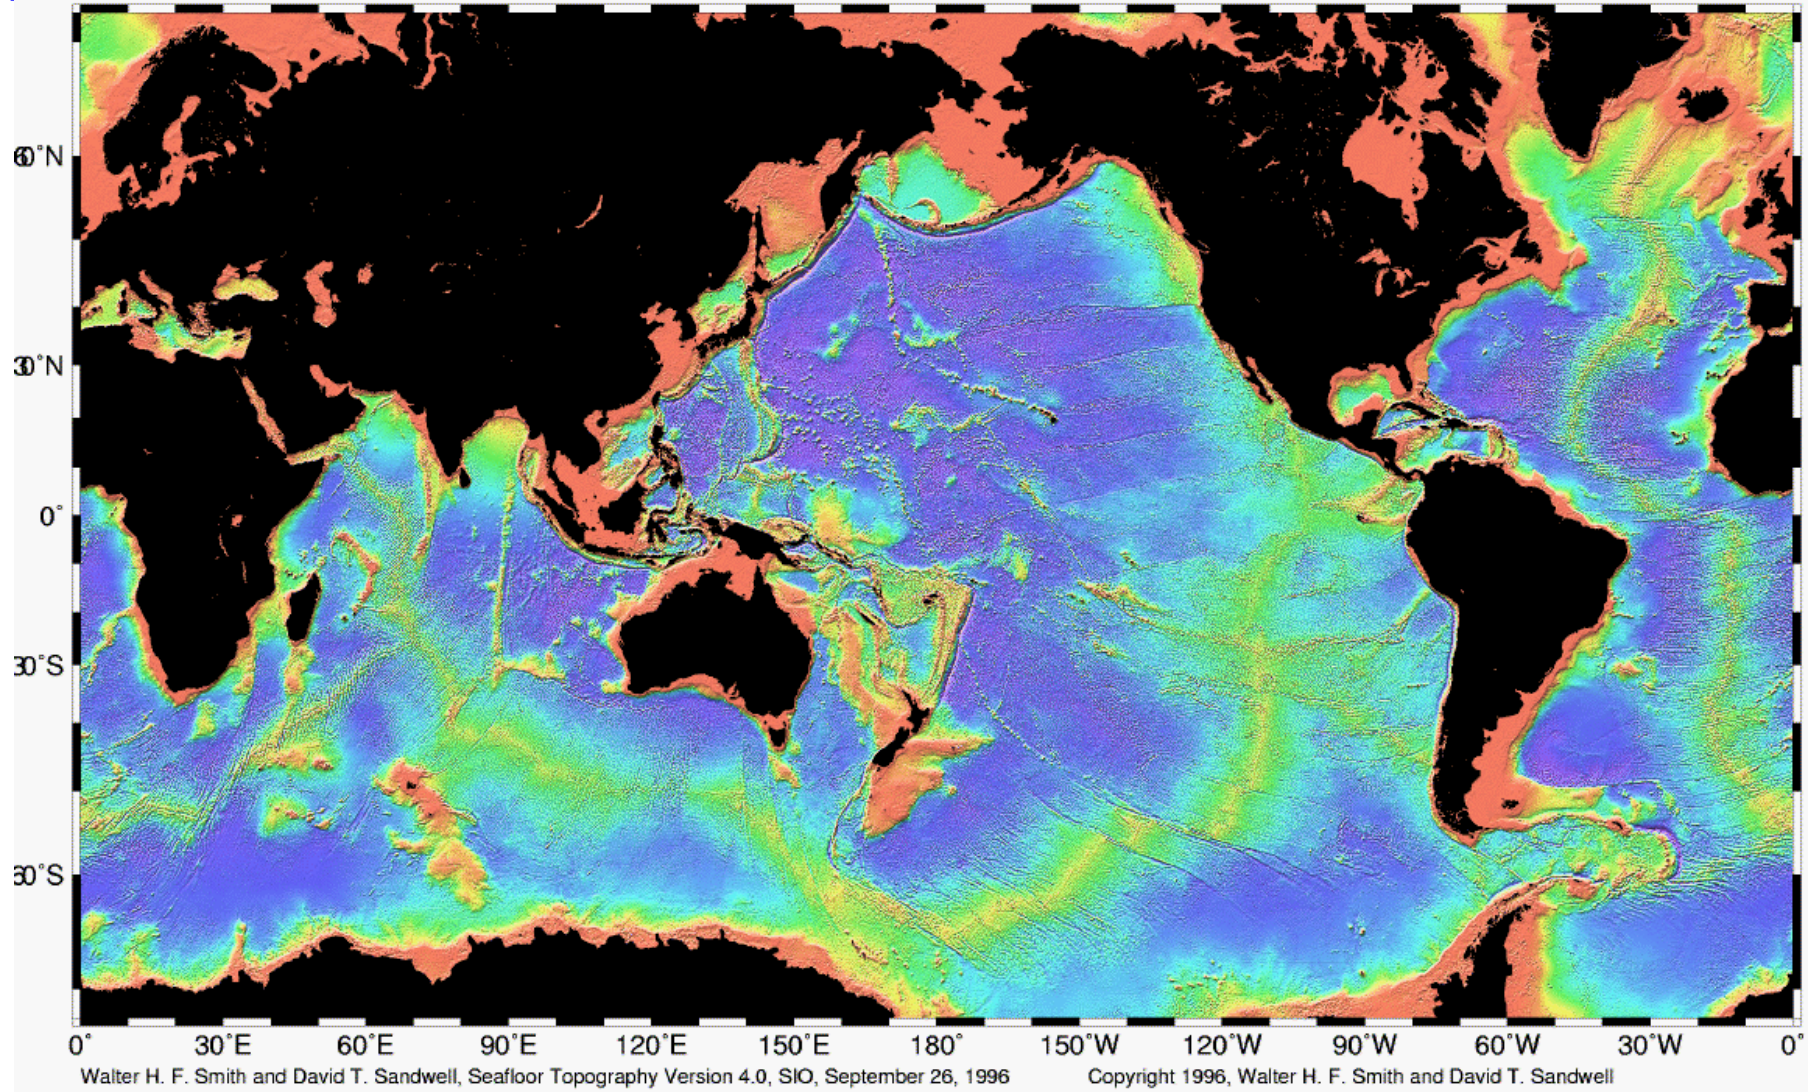 60°N
30°N
0°
30°S
60°S
0° 30°E 60°E 90°E 120°E 150°E 180° 150°W 120°W 90°W 60°W 30°W 0°
Walter H. F. Smith and David T. Sandwell, Seafloor Topography Version 4.0, SIO, September 26, 1996 Copyright 1996, Walter H. F. Smith and David T. Sandwell